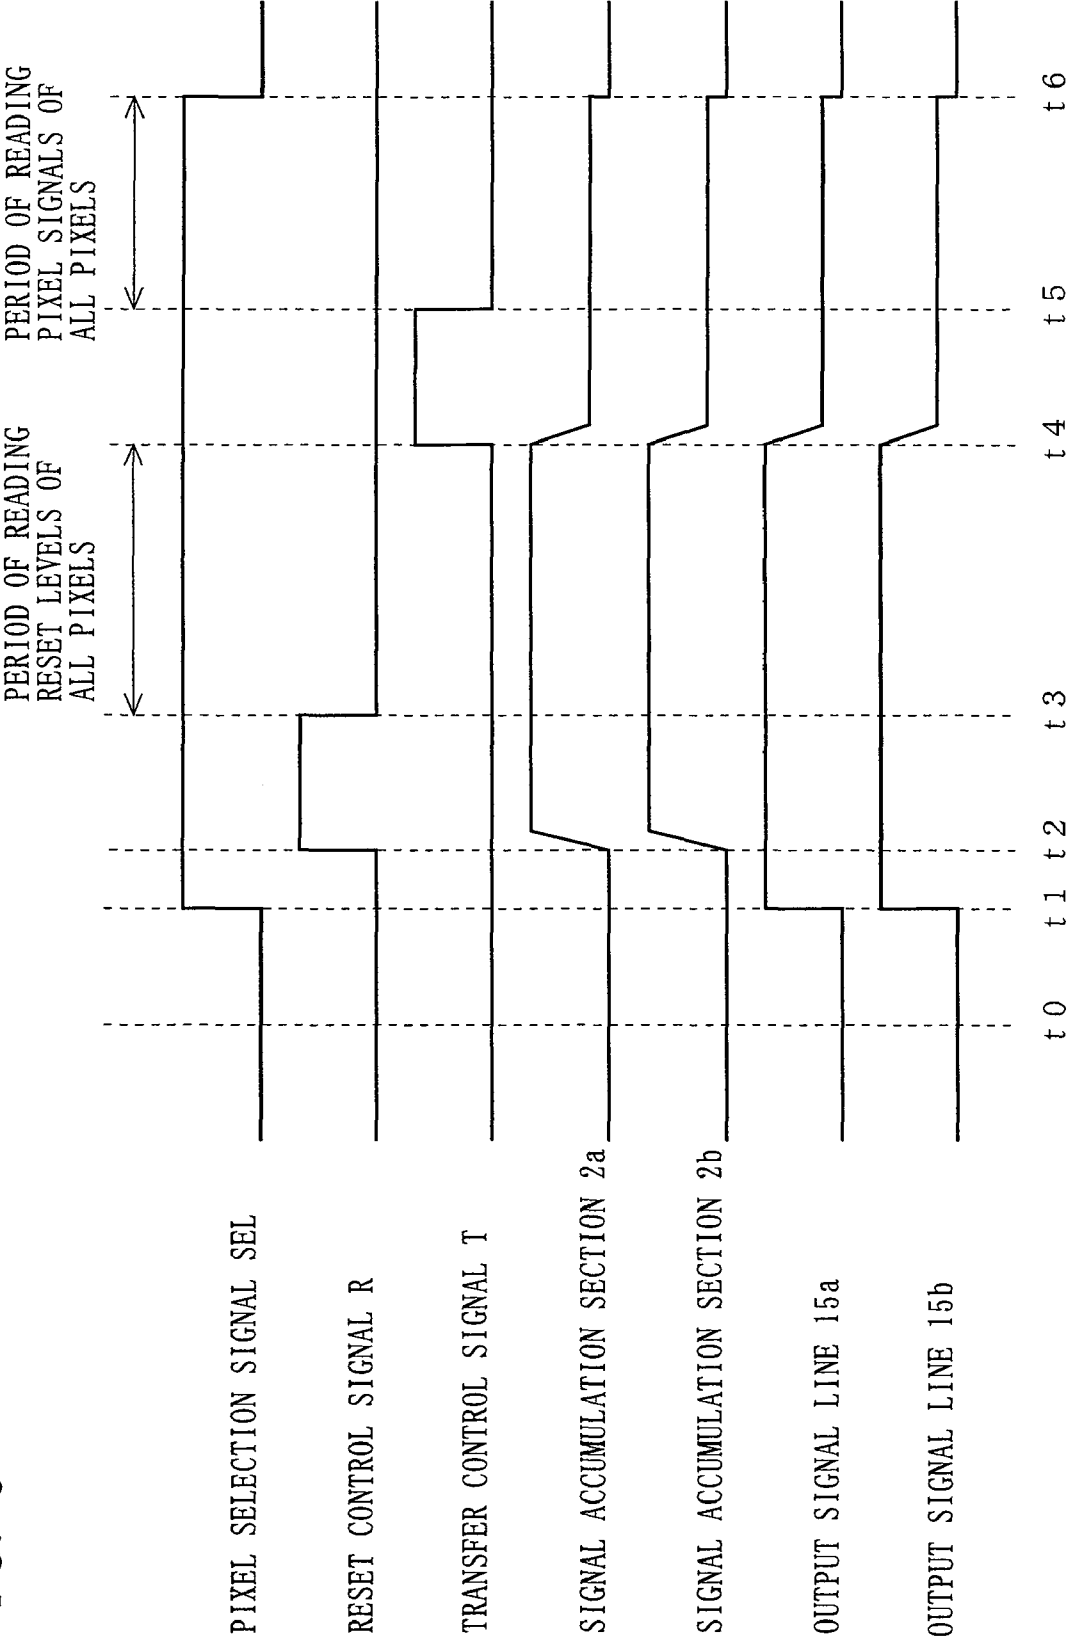 PERIOD OF READING
RESET LEVELS OF
ALL PIXELS
PERIOD OF READING
PIXEL SIGNALS OF
ALL PIXELS
PIXEL SELECTION SIGNAL SEL
RESET CONTROL SIGNAL R
TRANSFER CONTROL SIGNAL T
SIGNAL ACCUMULATION SECTION 2a
SIGNAL ACCUMULATION SECTION 2b
OUTPUT SIGNAL LINE 15a
OUTPUT SIGNAL LINE 15b
t0 t1 t2 t3 t4 t5 t6